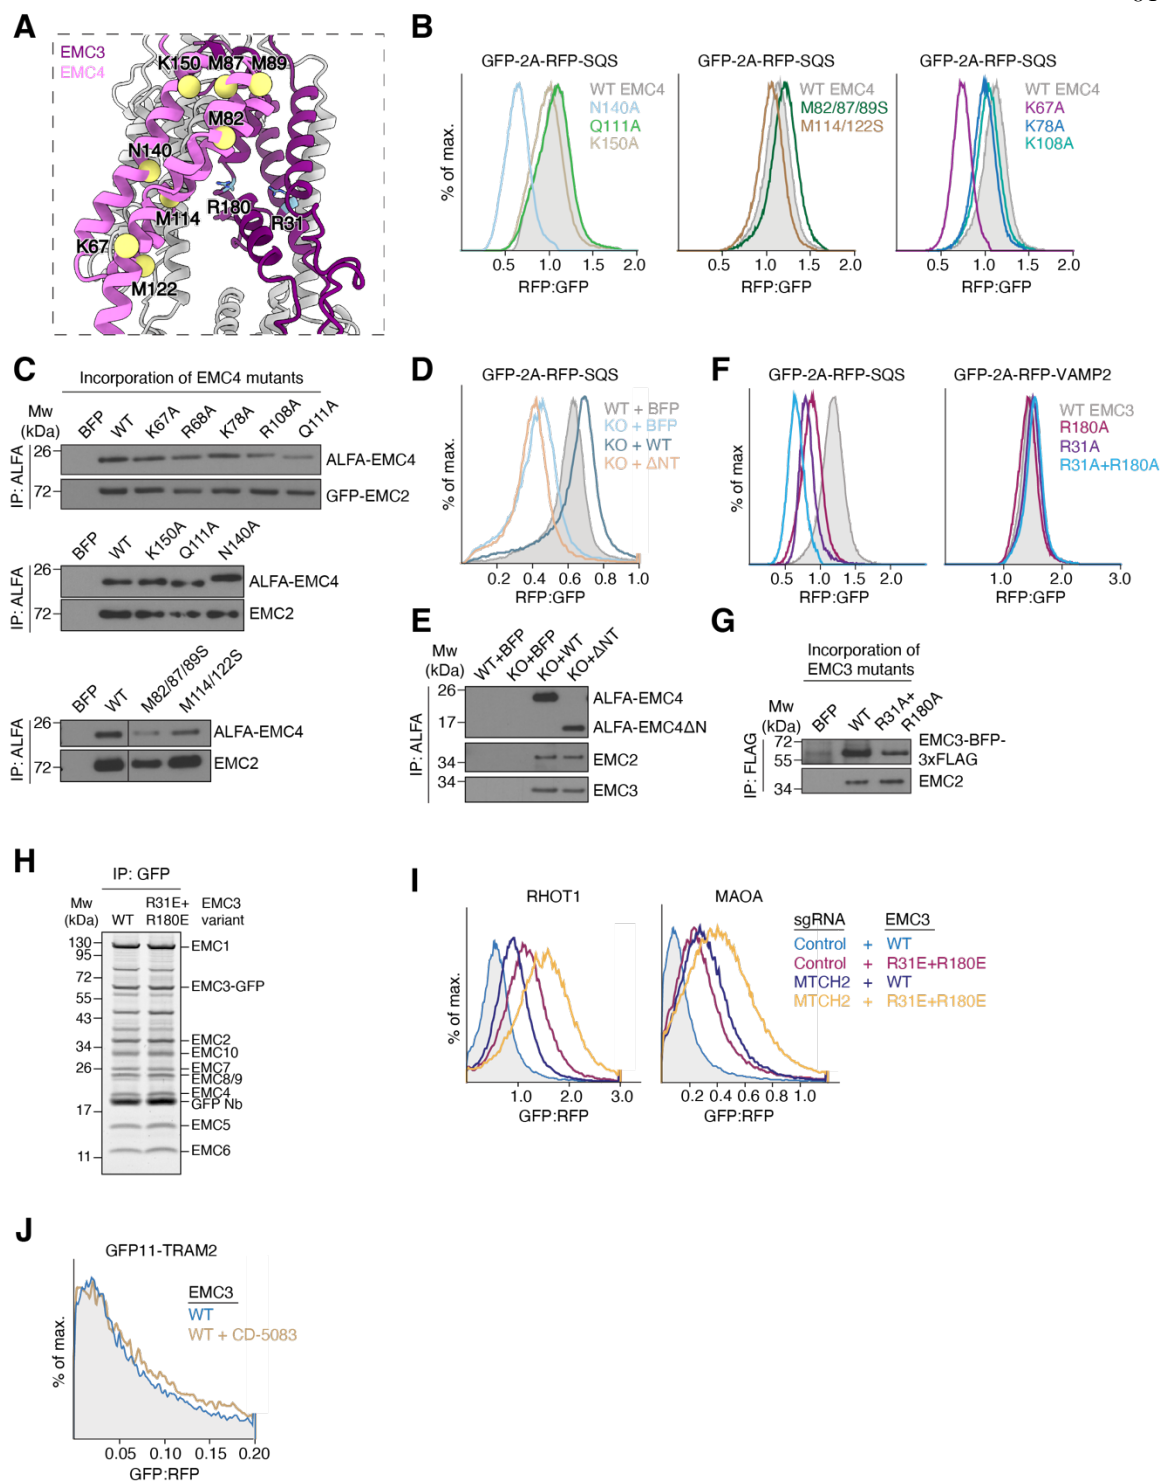 A
EMC3
EMC4
K150 M87 M89
M82
N140
R180
M114
R31
K67
M122
B
GFP-2A-RFP-SQS
WT EMC4
N140A
Q111A
K150A
% of max.
0.5 1.0 1.5 2.0
RFP:GFP
GFP-2A-RFP-SQS
WT EMC4
M82/87/89S
M114/122S
0.5 1.0 1.5 2.0
RFP:GFP
GFP-2A-RFP-SQS
WT EMC4
K67A
K78A
K108A
0.5 1.0 1.5 2.0
RFP:GFP
C
Incorporation of EMC4 mutants
Mw
(kDa)
BFP WT K67A R68A K78A R108A Q111A
IP: ALFA
26
ALFA-EMC4
72
GFP-EMC2
BFP WT K150A Q111A N140A
IP: ALFA
26
ALFA-EMC4
72
EMC2
BFP WT M82/87/89S M114/122S
IP: ALFA
26
ALFA-EMC4
72
EMC2
D
GFP-2A-RFP-SQS
WT + BFP
KO + BFP
KO + WT
KO + ΔNT
% of max.
0.2 0.4 0.6 0.8 1.0
RFP:GFP
E
Mw
(kDa)
WT+BFP KO+BFP KO+WT KO+ΔNT
IP: ALFA
26
ALFA-EMC4
17
ALFA-EMC4ΔN
34
EMC2
34
EMC3
F
GFP-2A-RFP-SQS
% of max
0.5 1.0 1.5 2.0
RFP:GFP
GFP-2A-RFP-VAMP2
WT EMC3
R180A
R31A
R31A+R180A
1.0 2.0 3.0
RFP:GFP
G
Incorporation of
EMC3 mutants
Mw
(kDa)
BFP WT R31A+
R180A
IP: FLAG
72
55
EMC3-BFP-
3xFLAG
34
EMC2
H
IP: GFP
Mw
(kDa)
WT
R31E+
R180E
EMC3
variant
130
95
72
55
43
34
26
17
11
EMC1
EMC3-GFP
EMC2
EMC10
EMC7
EMC8/9
EMC4
GFP Nb
EMC5
EMC6
I
RHOT1
% of max.
1.0 2.0 3.0
GFP:RFP
MAOA
0.2 0.4 0.6 0.8 1.0
GFP:RFP
sgRNA EMC3
Control + WT
Control + R31E+R180E
MTCH2 + WT
MTCH2 + R31E+R180E
J
GFP11-TRAM2
EMC3
WT
WT + CD-5083
% of max.
0.05 0.10 0.15 0.20
GFP:RFP